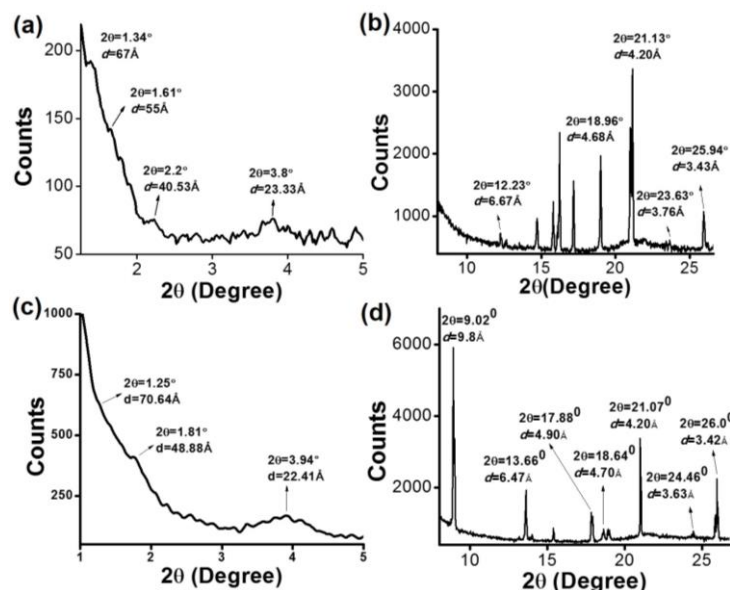 (a)
Counts
200
150
100
50
2θ=1.34°
d=67Å
2θ=1.61°
d=55Å
2θ=2.2°
d=40.53Å
3.8°
2θ=3.8°
d=23.33Å
2
3
4
5
2θ (Degree)
(b)
Counts
4000
3000
2000
1000
2θ=12.23°
d=6.67Å
2θ=18.96°
d=4.68Å
2θ=21.13°
d=4.20Å
2θ=23.63°
d=3.76Å
2θ=25.94°
d=3.43Å
10
15
20
25
2θ(Degree)
(c)
Counts
1000
750
500
250
2θ=1.25°
d=70.64Å
2θ=1.81°
d=48.88Å
2θ=3.94°
d=22.41Å
1
2
3
4
5
2θ (Degree)
(d)
Counts
6000
4000
2000
2θ=9.02⁰
d=9.8Å
2θ=13.66⁰
d=6.47Å
2θ=17.88⁰
d=4.90Å
2θ=18.64⁰
d=4.70Å
2θ=21.07⁰
d=4.20Å
2θ=24.46⁰
d=3.63Å
2θ=26.0⁰
d=3.42Å
10
15
20
25
2θ (Degree)